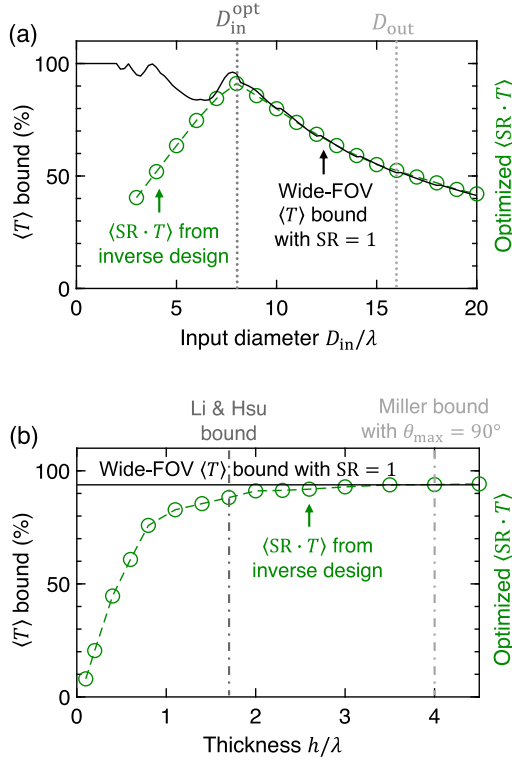 (a)
D_in^opt
D_out
⟨T⟩ bound (%)
100
50
0
⟨SR · T⟩ from
inverse design
Wide-FOV
⟨T⟩ bound
with SR = 1
Optimized ⟨SR · T⟩
0
5
10
15
20
Input diameter D_in/λ
(b)
Li & Hsu
bound
Miller bound
with θ_max = 90°
Wide-FOV ⟨T⟩ bound with SR = 1
⟨T⟩ bound (%)
100
50
0
⟨SR · T⟩ from
inverse design
Optimized ⟨SR · T⟩
0
1
2
3
4
Thickness h/λ